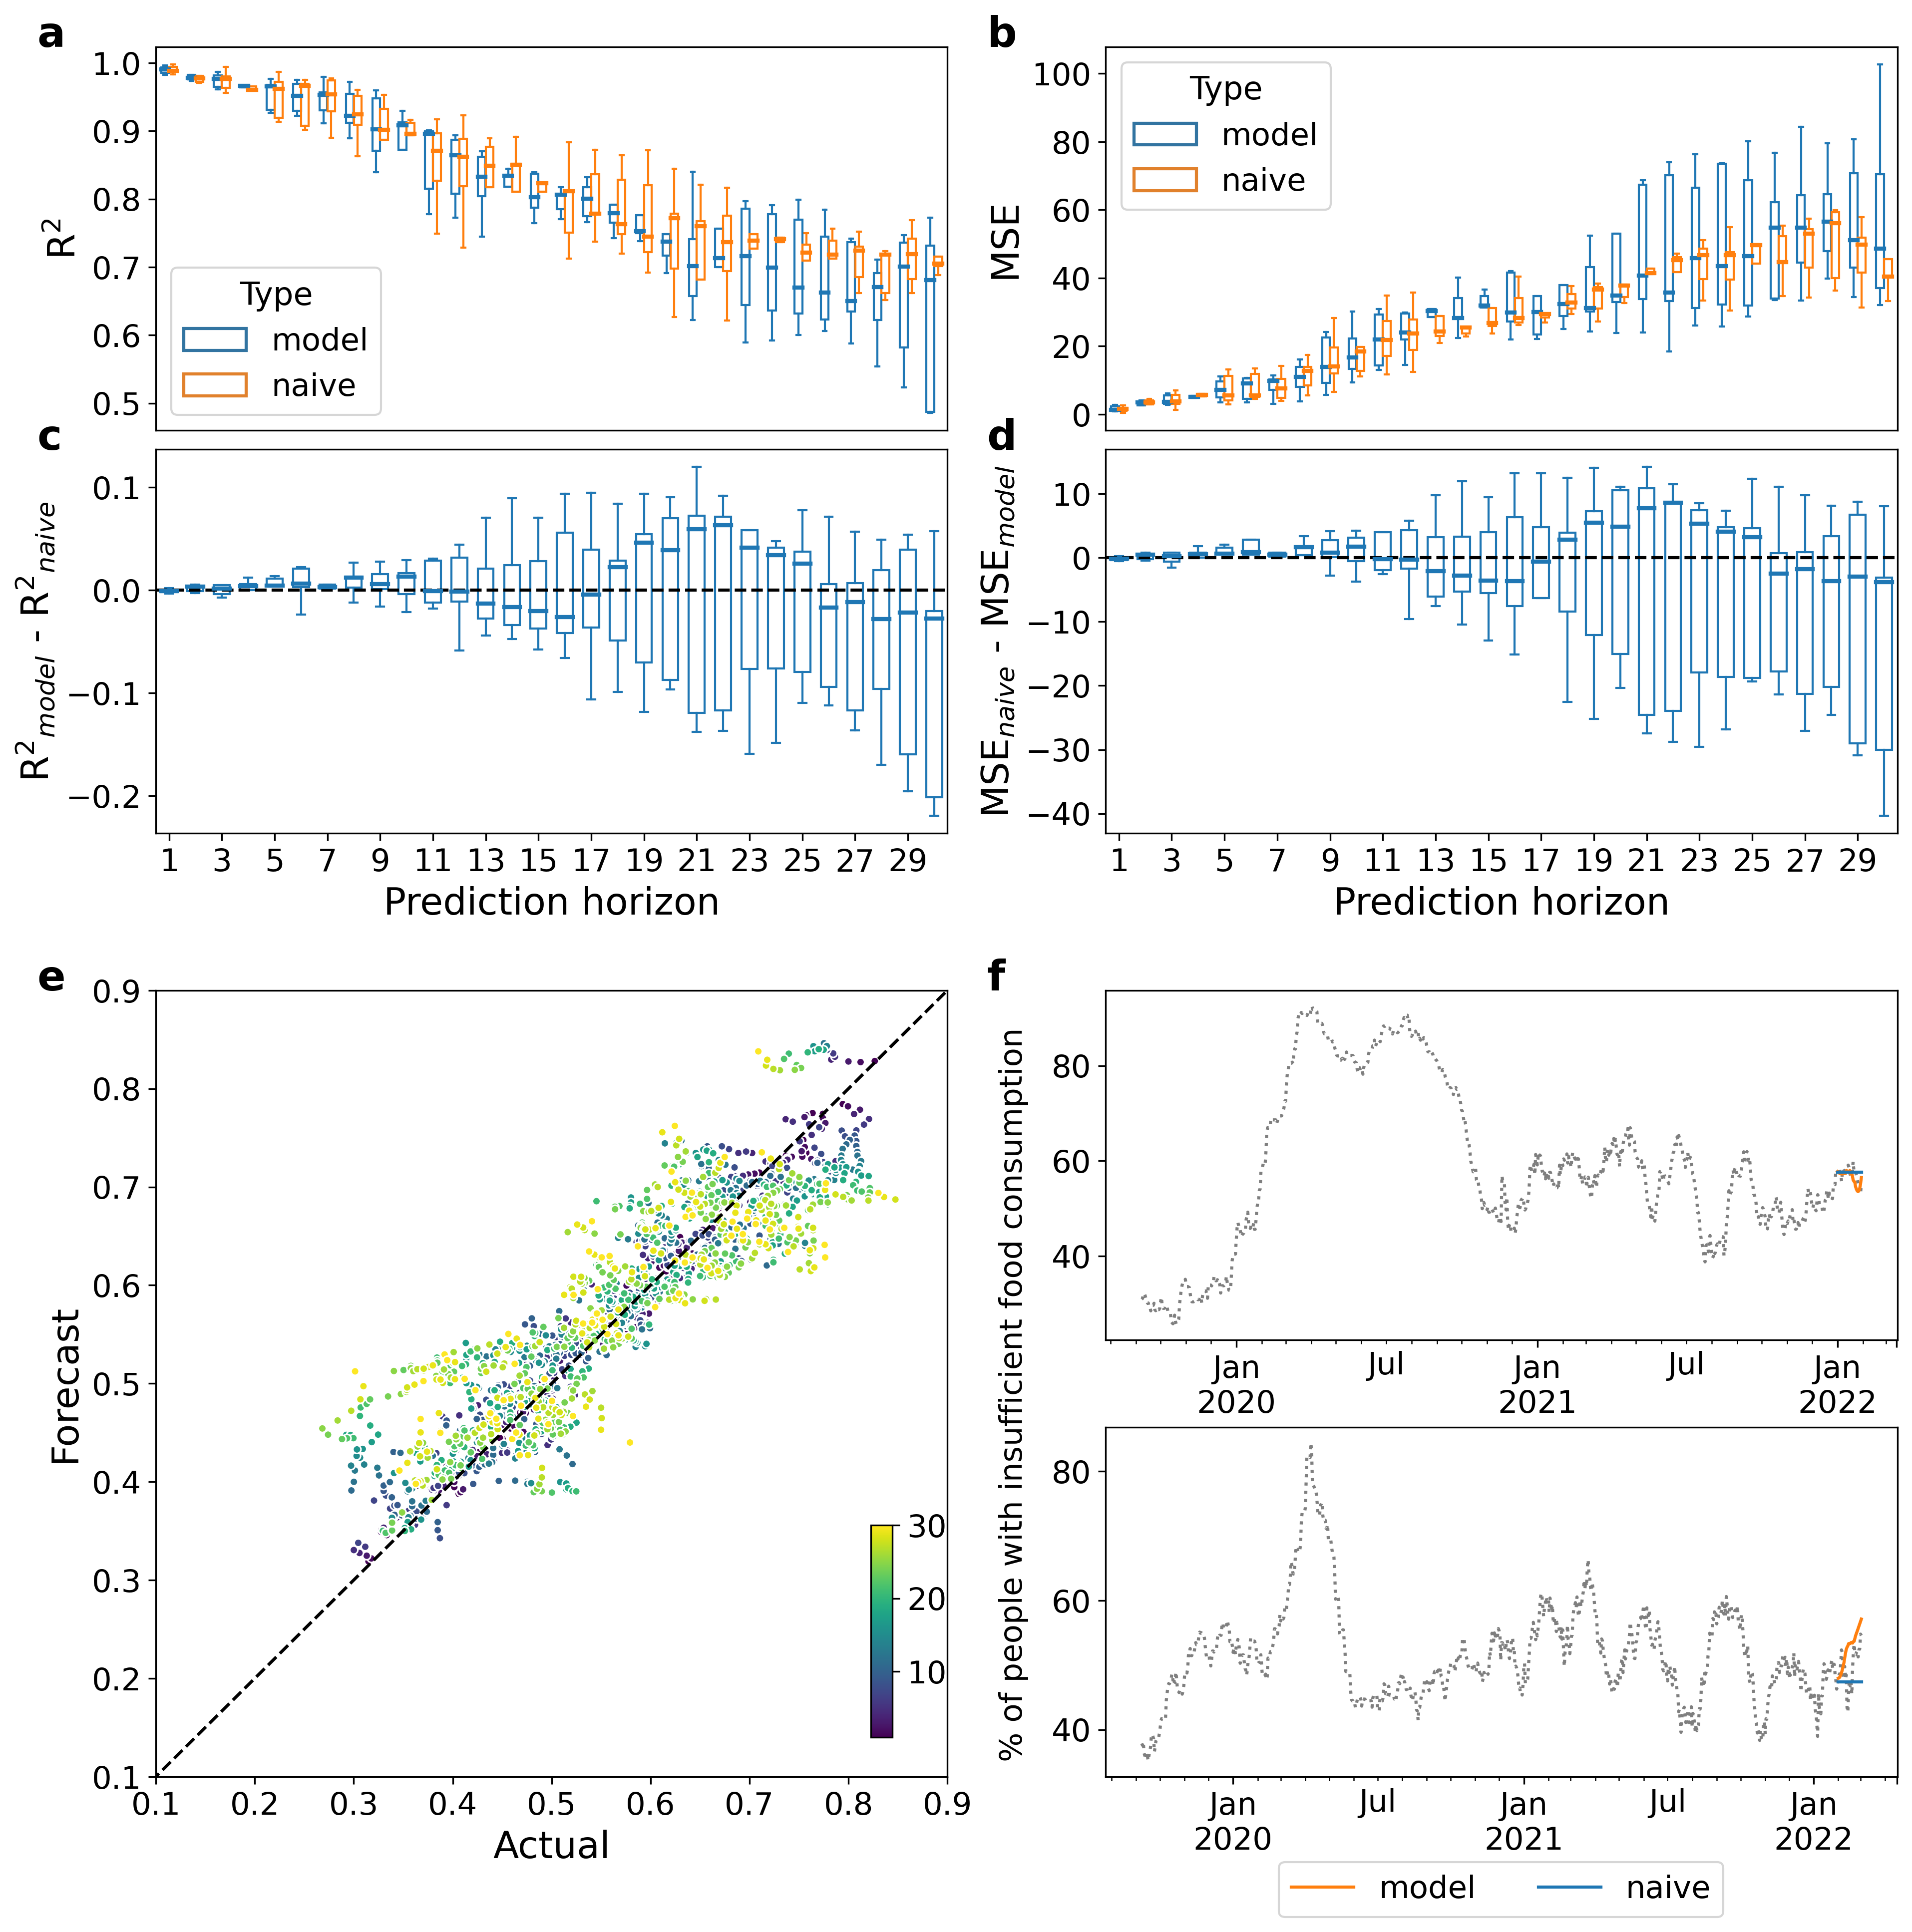 a
R²
1.0
0.9
0.8
0.7
0.6
0.5
Type
model
naive
b
MSE
100
80
60
40
20
0
Type
model
naive
c
R²model - R²naive
0.1
0.0
−0.1
−0.2
1 3 5 7 9 11 13 15 17 19 21 23 25 27 29
Prediction horizon
d
MSEnaive - MSEmodel
10
0
−10
−20
−30
−40
1 3 5 7 9 11 13 15 17 19 21 23 25 27 29
Prediction horizon
e
Forecast
0.9
0.8
0.7
0.6
0.5
0.4
0.3
0.2
0.1
30
20
10
0.1 0.2 0.3 0.4 0.5 0.6 0.7 0.8 0.9
Actual
f
% of people with insufficient food consumption
80
60
40
Jan Jul Jan Jul Jan
2020 2021 2022
80
60
40
Jan Jul Jan Jul Jan
2020 2021 2022
model naive